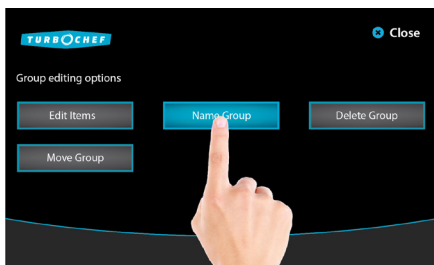 TURBOCHEF
Close
Group editing options
Edit Items
Name Group
Delete Group
Move Group